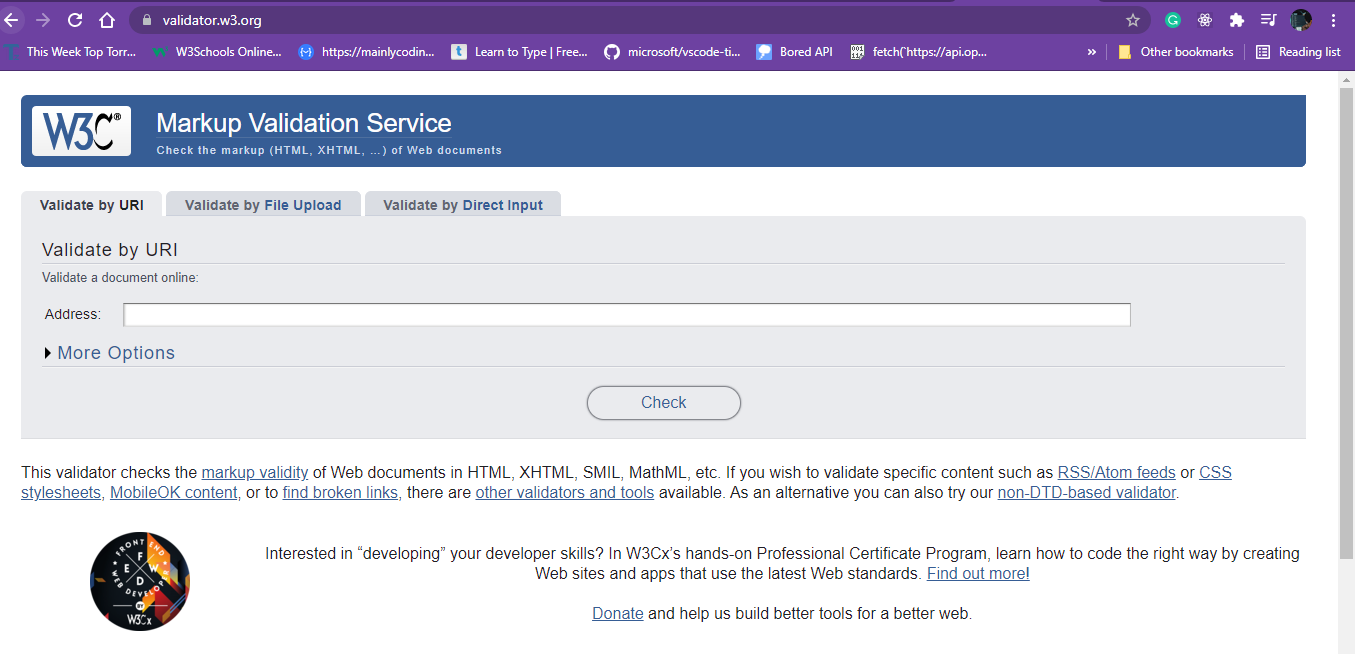 validator.w3.org
This Week Top Torr...
W3Schools Online...
https://mainlycodin...
Learn to Type | Free...
microsoft/vscode-ti...
Bored API
fetch(`https://api.op...
»
Other bookmarks
Reading list
W3C®
Markup Validation Service
Check the markup (HTML, XHTML, …) of Web documents
Validate by URI
Validate by File Upload
Validate by Direct Input
Validate by URI
Validate a document online:
Address:
More Options
Check
This validator checks the markup validity of Web documents in HTML, XHTML, SMIL, MathML, etc. If you wish to validate specific content such as RSS/Atom feeds or CSS
stylesheets, MobileOK content, or to find broken links, there are other validators and tools available. As an alternative you can also try our non-DTD-based validator.
FRONT END
WEB DEVELOPER
F
E W
D
W3Cx
Interested in “developing” your developer skills? In W3Cx’s hands-on Professional Certificate Program, learn how to code the right way by creating
Web sites and apps that use the latest Web standards. Find out more!
Donate and help us build better tools for a better web.